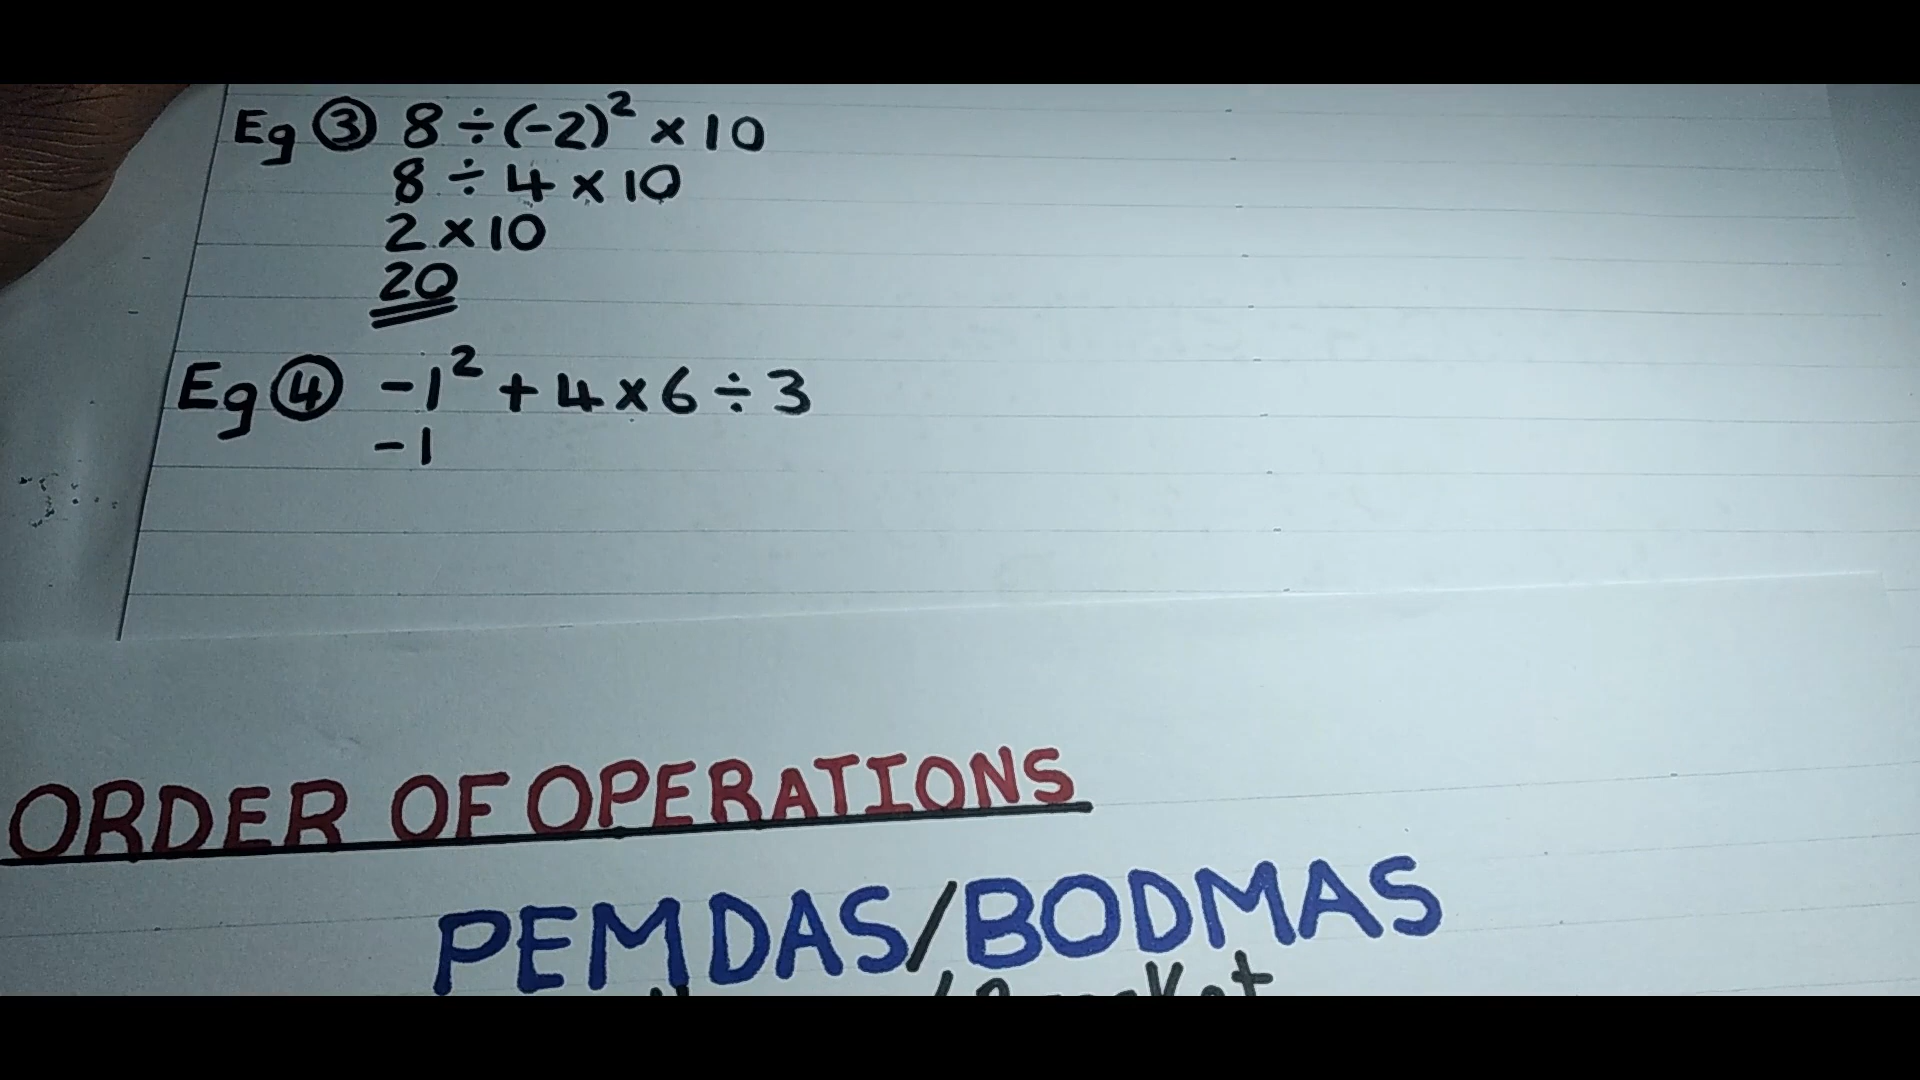 Eg ③ 8 ÷ (-2)² × 10
8 ÷ 4 × 10
2 × 10
20
Eg ④ -1² + 4 × 6 ÷ 3
-1
ORDER OF OPERATIONS
PEMDAS/BODMAS